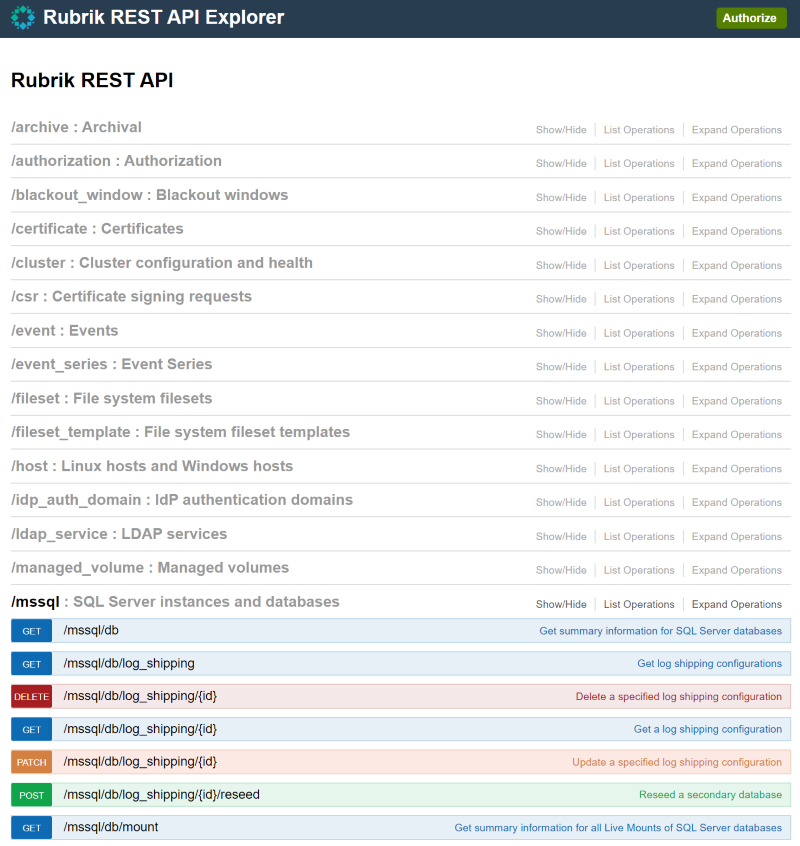 Rubrik REST API Explorer Authorize
Rubrik REST API
/archive : Archival Show/Hide List Operations Expand Operations
/authorization : Authorization Show/Hide List Operations Expand Operations
/blackout_window : Blackout windows Show/Hide List Operations Expand Operations
/certificate : Certificates Show/Hide List Operations Expand Operations
/cluster : Cluster configuration and health Show/Hide List Operations Expand Operations
/csr : Certificate signing requests Show/Hide List Operations Expand Operations
/event : Events Show/Hide List Operations Expand Operations
/event_series : Event Series Show/Hide List Operations Expand Operations
/fileset : File system filesets Show/Hide List Operations Expand Operations
/fileset_template : File system fileset templates Show/Hide List Operations Expand Operations
/host : Linux hosts and Windows hosts Show/Hide List Operations Expand Operations
/idp_auth_domain : IdP authentication domains Show/Hide List Operations Expand Operations
/ldap_service : LDAP services Show/Hide List Operations Expand Operations
/managed_volume : Managed volumes Show/Hide List Operations Expand Operations
/mssql : SQL Server instances and databases Show/Hide List Operations Expand Operations
GET /mssql/db Get summary information for SQL Server databases
GET /mssql/db/log_shipping Get log shipping configurations
DELETE /mssql/db/log_shipping/{id} Delete a specified log shipping configuration
GET /mssql/db/log_shipping/{id} Get a log shipping configuration
PATCH /mssql/db/log_shipping/{id} Update a specified log shipping configuration
POST /mssql/db/log_shipping/{id}/reseed Reseed a secondary database
GET /mssql/db/mount Get summary information for all Live Mounts of SQL Server databases